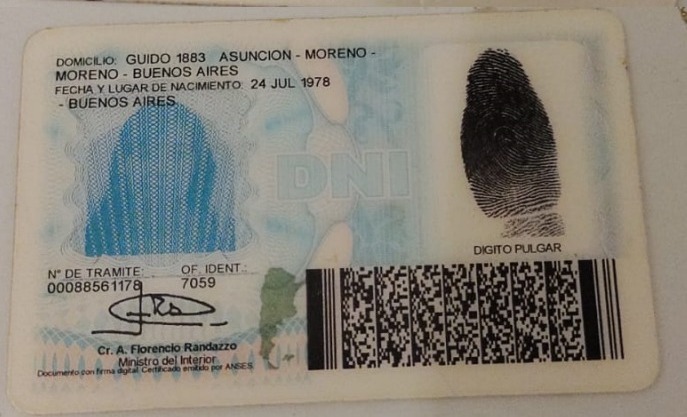 DOMICILIO: GUIDO 1883 ASUNCION - MORENO -
MORENO - BUENOS AIRES
FECHA Y LUGAR DE NACIMIENTO: 24 JUL 1978
- BUENOS AIRES
DNI
DIGITO PULGAR
N° DE TRAMITE: OF. IDENT.:
00088561178 7059
Cr. A. Florencio Randazzo
Ministro del Interior
Documento con firma digital. Certificado emitido por ANSES